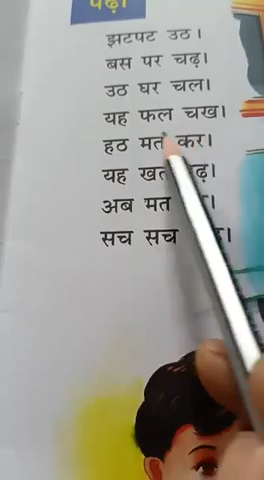 पढ़ो
झटपट उठ।
बस पर चढ़।
उठ घर चल।
यह फल चख।
हठ मत कर।
यह खत
अब मत
सच सच